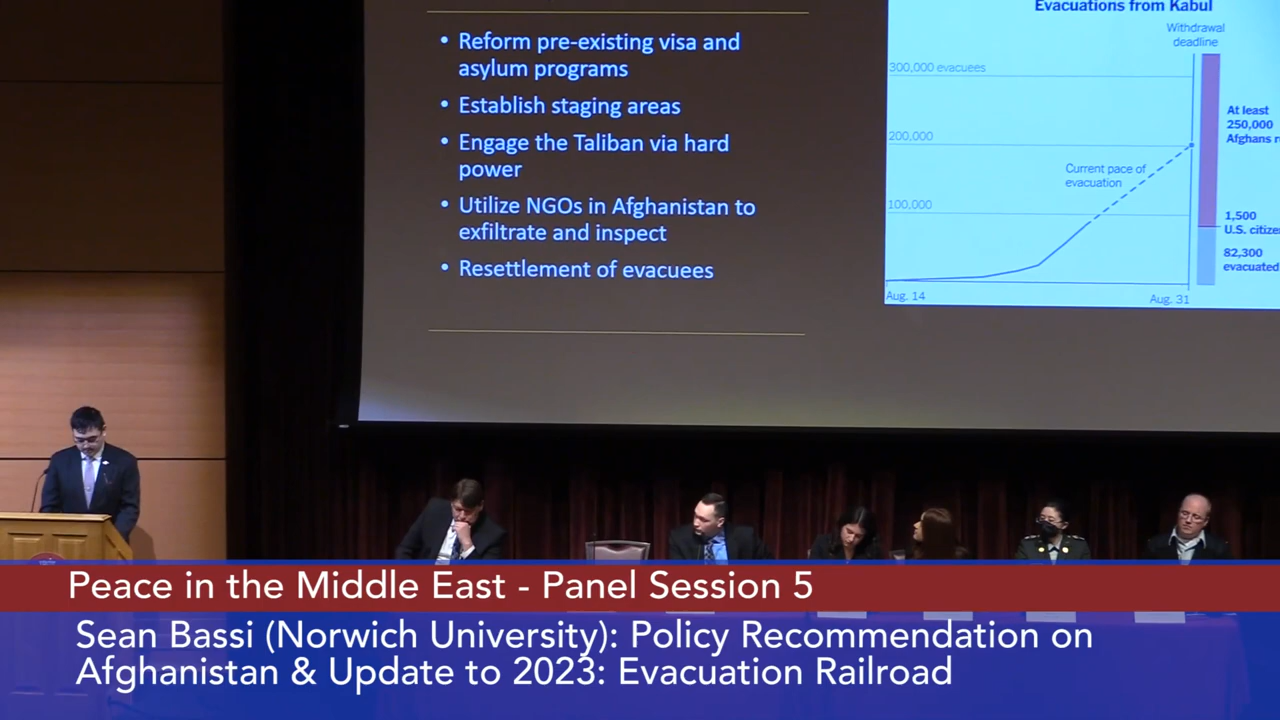 • Reform pre-existing visa and
asylum programs
• Establish staging areas
• Engage the Taliban via hard
power
• Utilize NGOs in Afghanistan to
exfiltrate and inspect
• Resettlement of evacuees
Evacuations from Kabul
Withdrawal
deadline
300,000 evacuees
200,000
100,000
Current pace of
evacuation
At least
250,000
Afghans
1,500
U.S.
82,300
evacuated
Aug. 14
Aug. 31
Peace in the Middle East - Panel Session 5
Sean Bassi (Norwich University): Policy Recommendation on
Afghanistan & Update to 2023: Evacuation Railroad